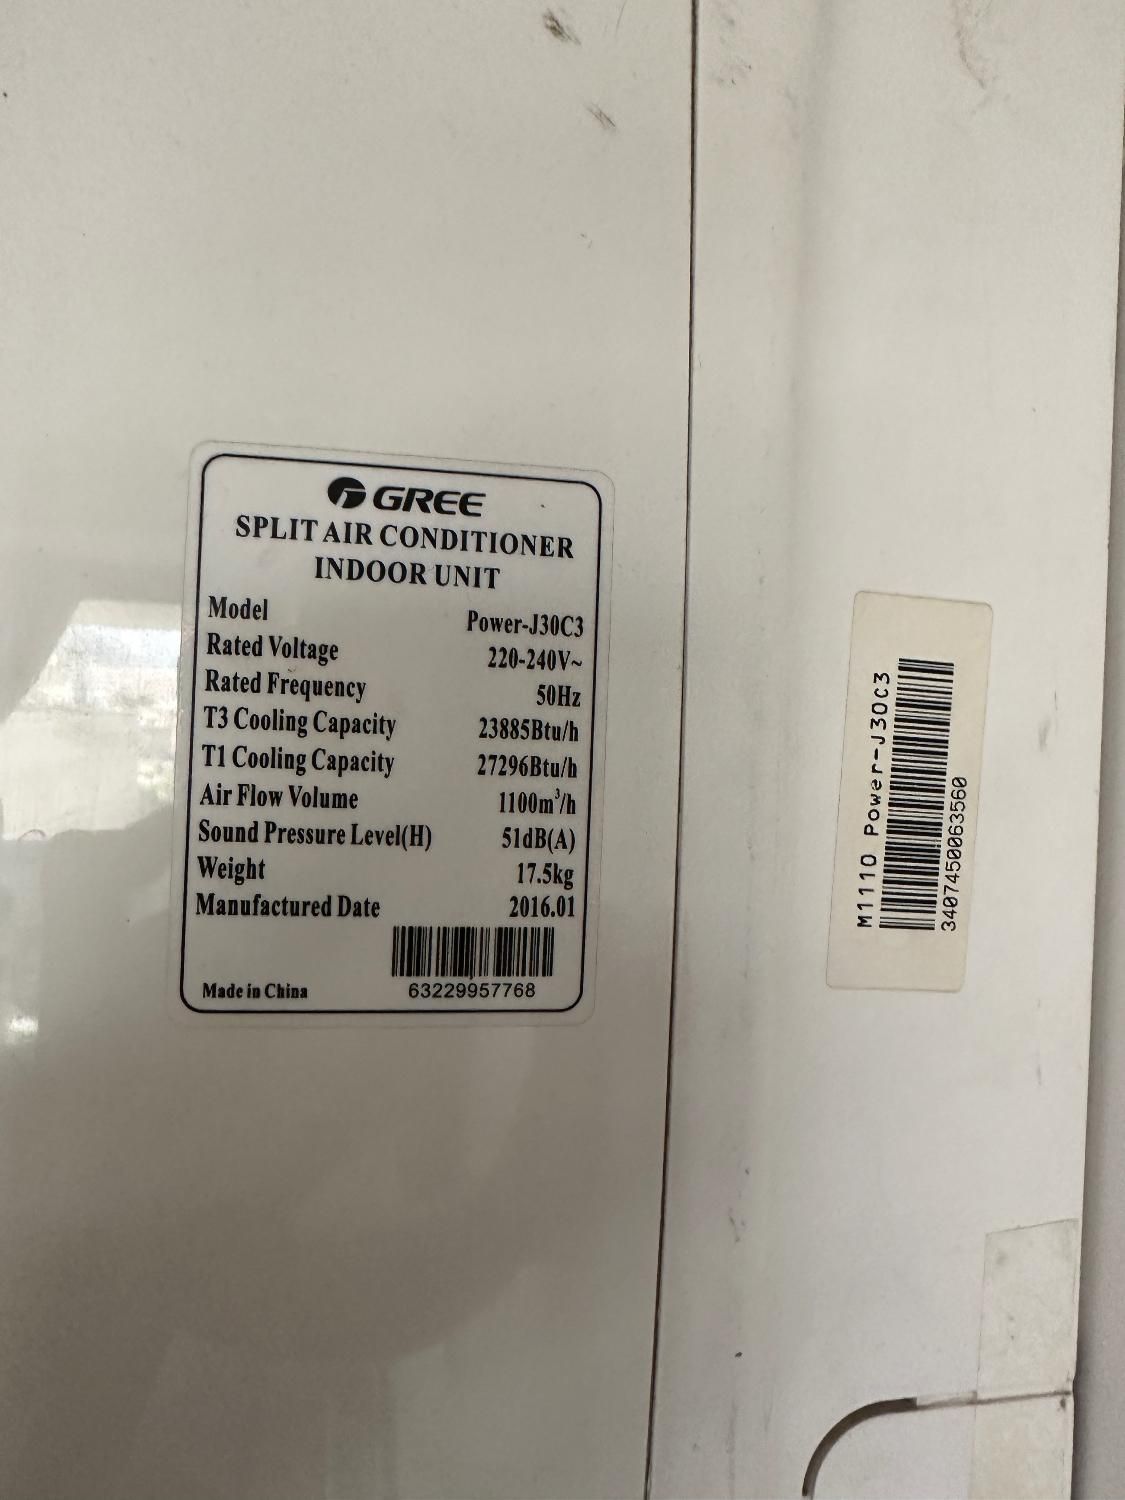 GREE
SPLIT AIR CONDITIONER
INDOOR UNIT
Model Power-J30C3
Rated Voltage 220-240V~
Rated Frequency 50Hz
T3 Cooling Capacity 23885Btu/h
T1 Cooling Capacity 27296Btu/h
Air Flow Volume 1100m³/h
Sound Pressure Level(H) 51dB(A)
Weight 17.5kg
Manufactured Date 2016.01
Made in China 63229957768
M1110 Power-J30C3
3407450063560